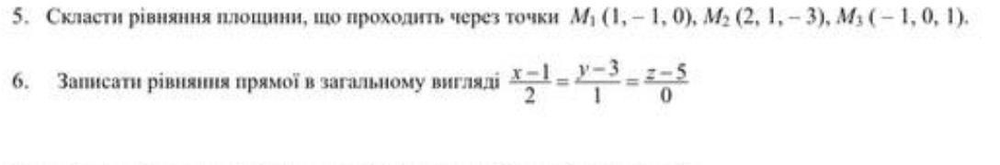 5. Скласти рівняння площини, що проходить через точки M₁ (1, – 1, 0), M₂ (2, 1, – 3), M₃ ( – 1, 0, 1).
6. Записати рівняння прямої в загальному вигляді (x−1)/2 = (y−3)/1 = (z−5)/0